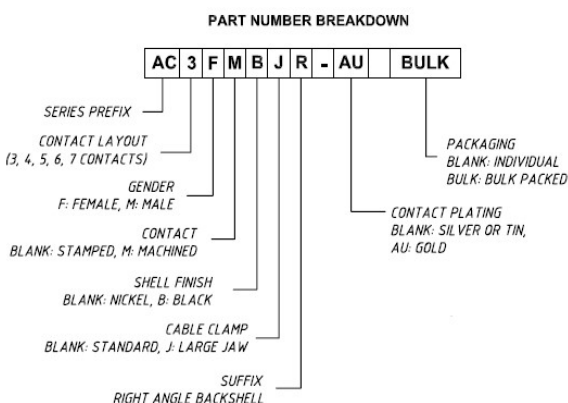 PART NUMBER BREAKDOWN
AC 3 F M B J R - AU BULK
SERIES PREFIX
CONTACT LAYOUT
(3, 4, 5, 6, 7 CONTACTS)
GENDER
F: FEMALE, M: MALE
CONTACT
BLANK: STAMPED, M: MACHINED
SHELL FINISH
BLANK: NICKEL, B: BLACK
CABLE CLAMP
BLANK: STANDARD, J: LARGE JAW
SUFFIX
RIGHT ANGLE BACKSHELL
PACKAGING
BLANK: INDIVIDUAL
BULK: BULK PACKED
CONTACT PLATING
BLANK: SILVER OR TIN,
AU: GOLD